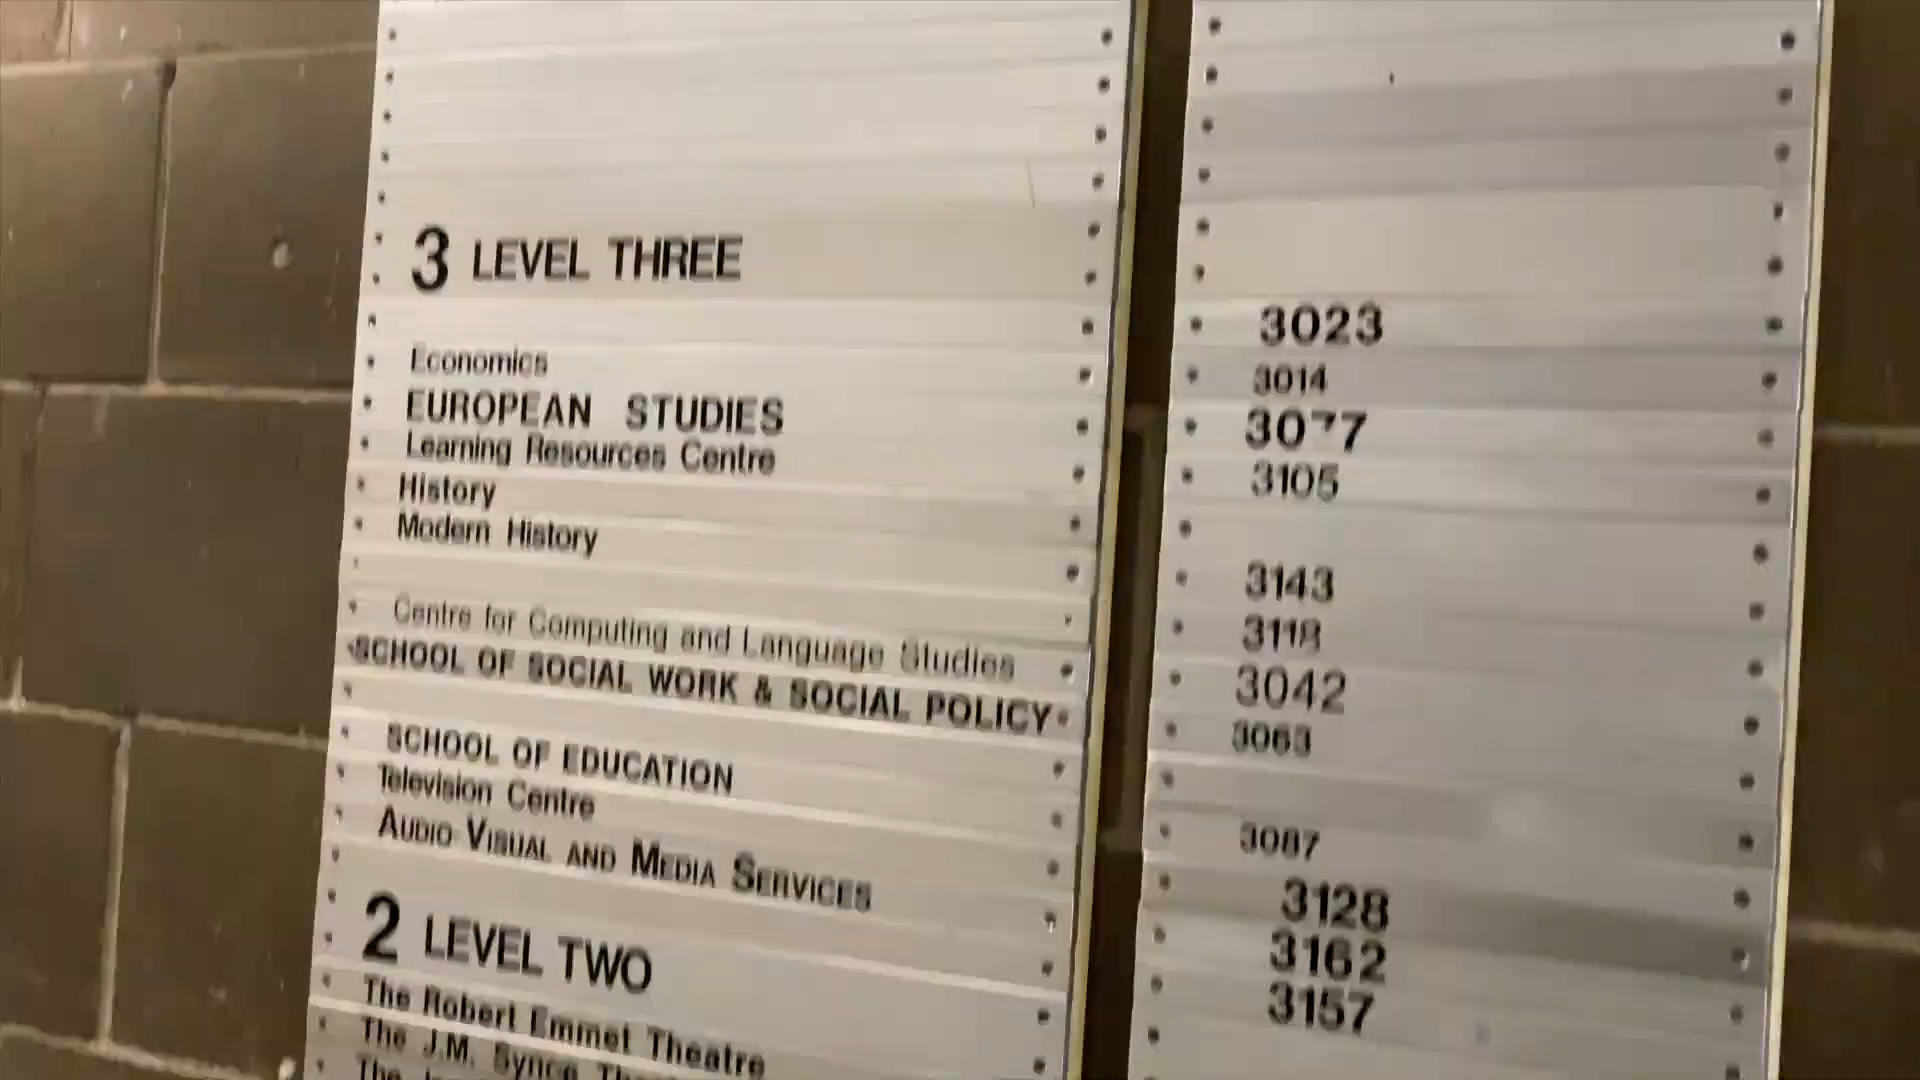 3 LEVEL THREE
Economics
EUROPEAN STUDIES
Learning Resources Centre
History
Modern History
Centre for Computing and Language Studies
SCHOOL OF SOCIAL WORK & SOCIAL POLICY
SCHOOL OF EDUCATION
Television Centre
AUDIO VISUAL AND MEDIA SERVICES
2 LEVEL TWO
The Robert Emmet Theatre
The J.M. Synge
The
3023
3014
3077
3105
3143
3118
3042
3063
3087
3128
3162
3157